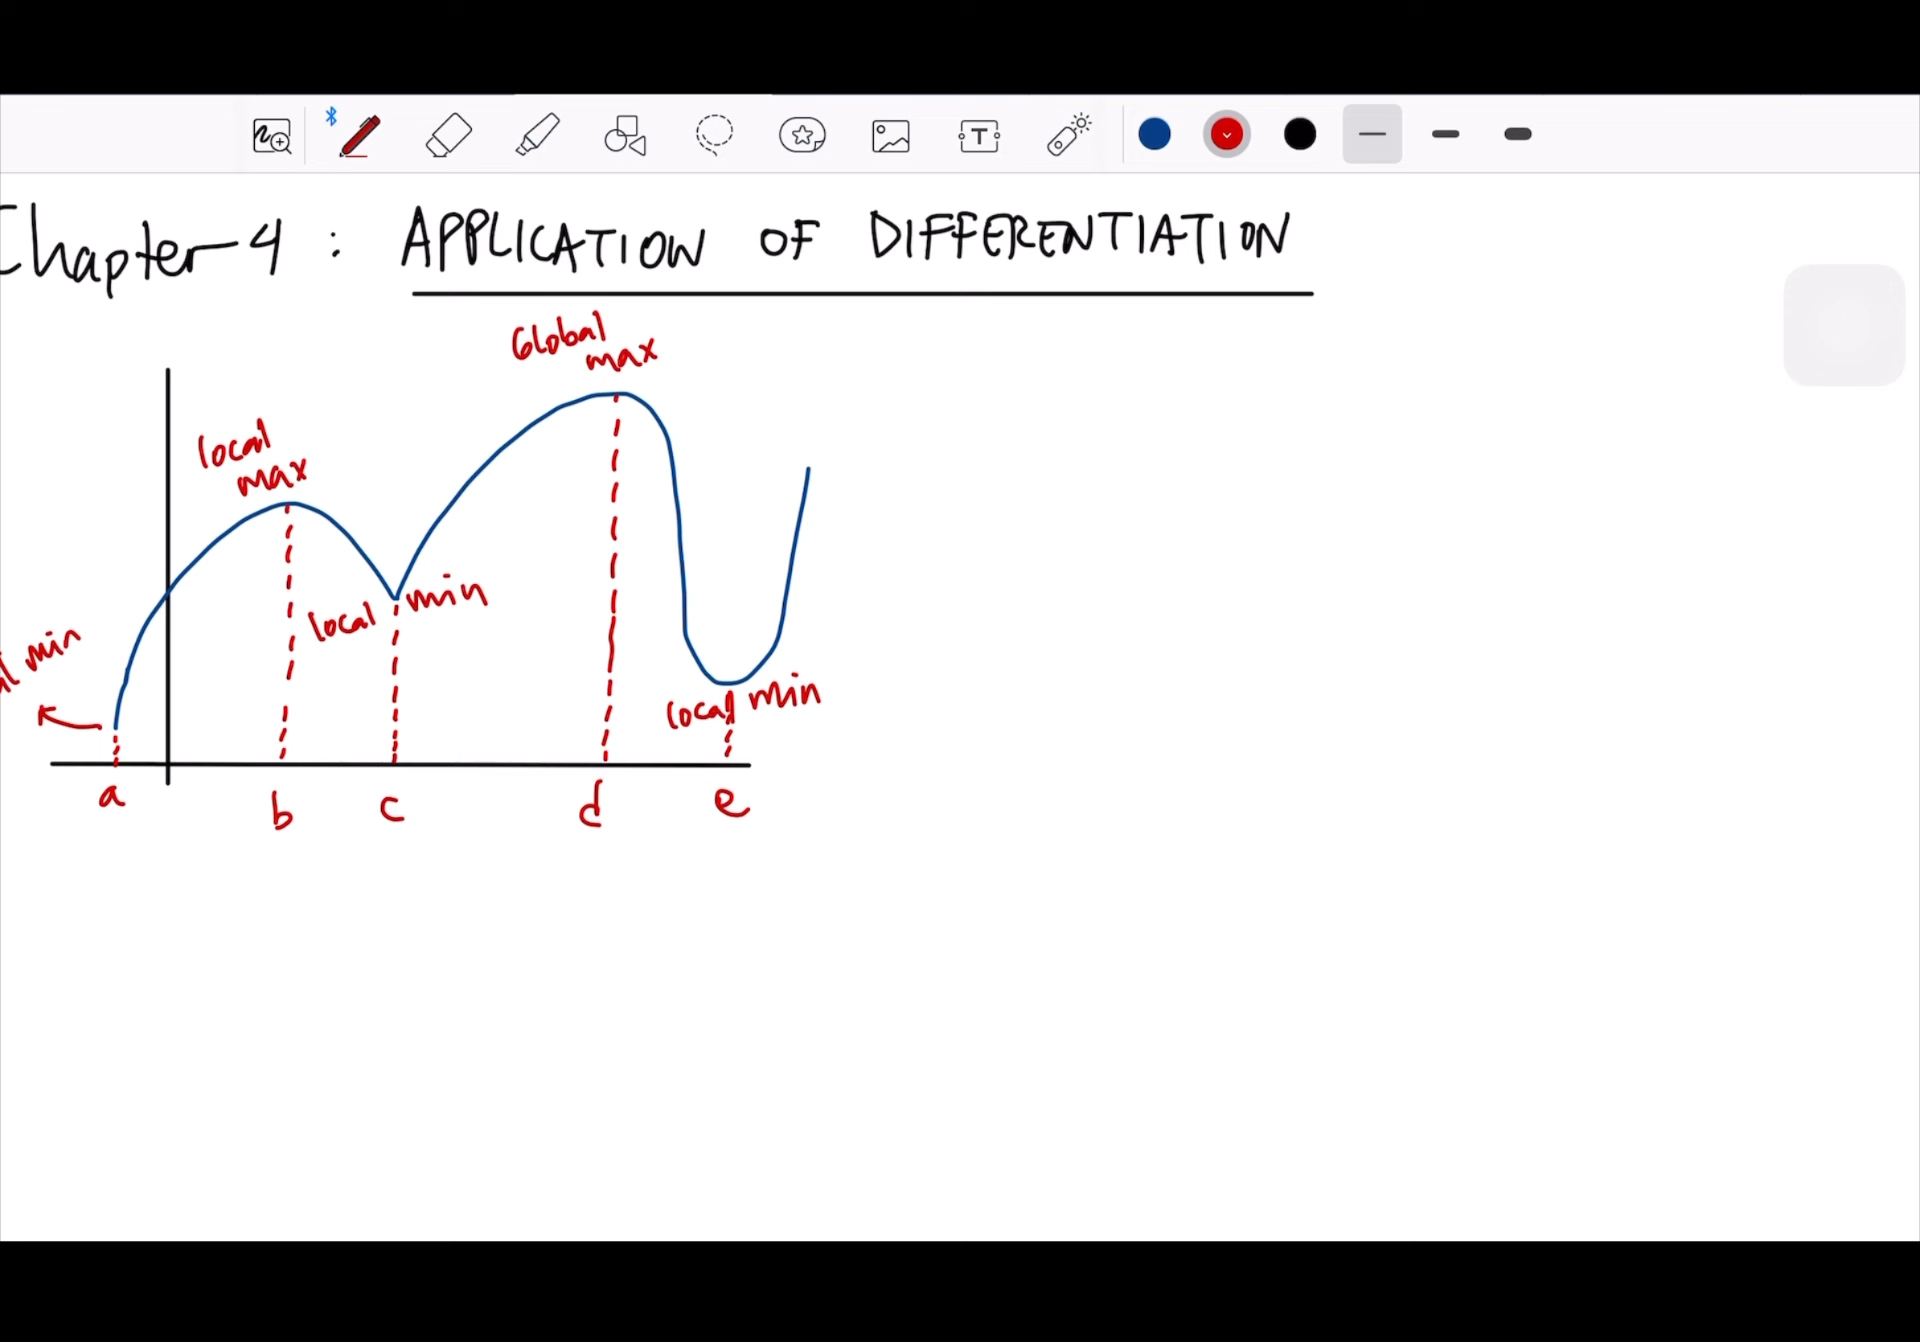 Chapter 4 : APPLICATION OF DIFFERENTIATION
Global
max
local
max
local min
min
local min
a b c d e
T